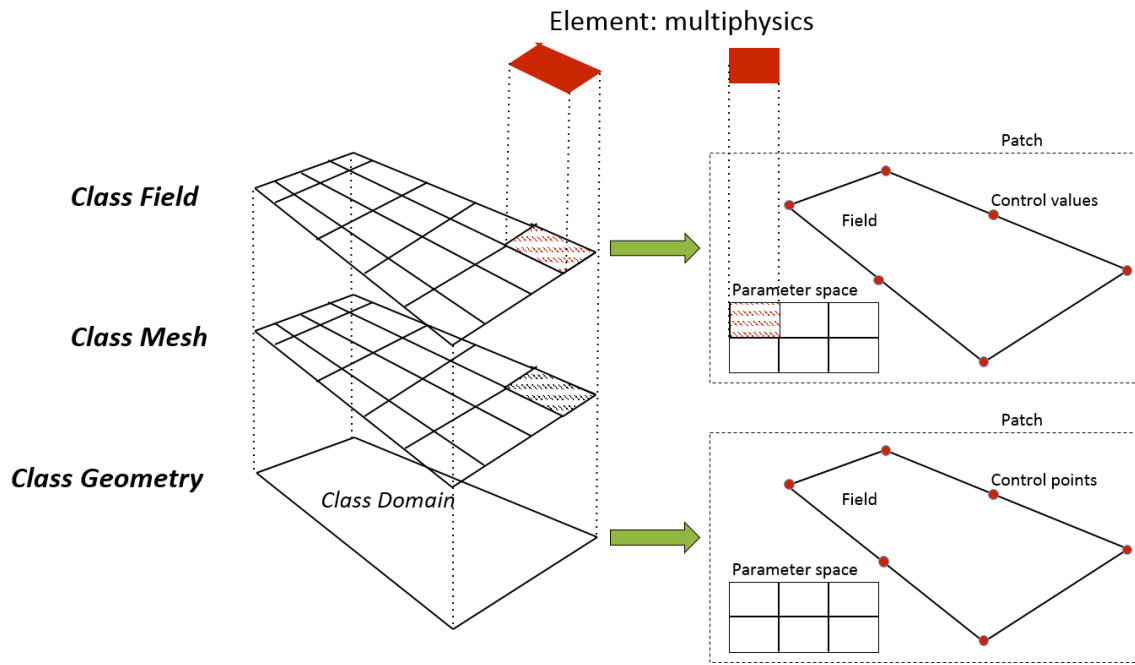 Element: multiphysics
Patch
Class Field
Control values
Field
Parameter space
Class Mesh
Patch
Class Geometry
Class Domain
Control points
Field
Parameter space